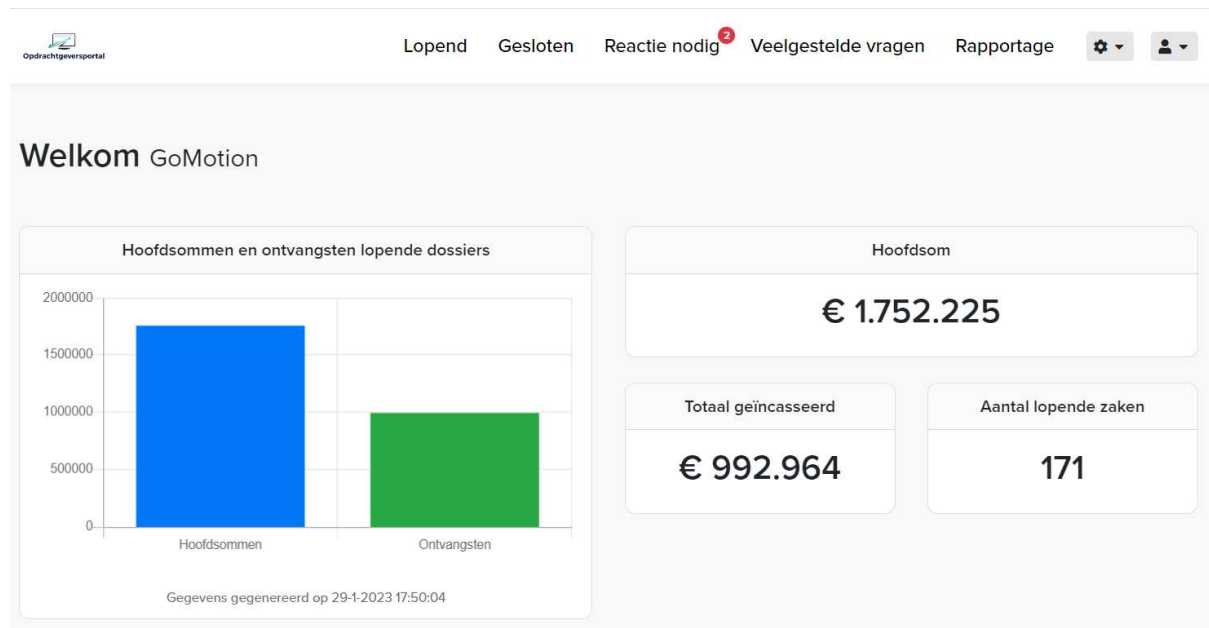 Opdrachtgeversportal
Lopend Gesloten Reactie nodig 2 Veelgestelde vragen Rapportage
Welkom GoMotion
Hoofdsommen en ontvangsten lopende dossiers
2000000
1500000
1000000
500000
0
Hoofdsommen Ontvangsten
Gegevens gegenereerd op 29-1-2023 17:50:04
Hoofdsom
€ 1.752.225
Totaal geïncasseerd
€ 992.964
Aantal lopende zaken
171